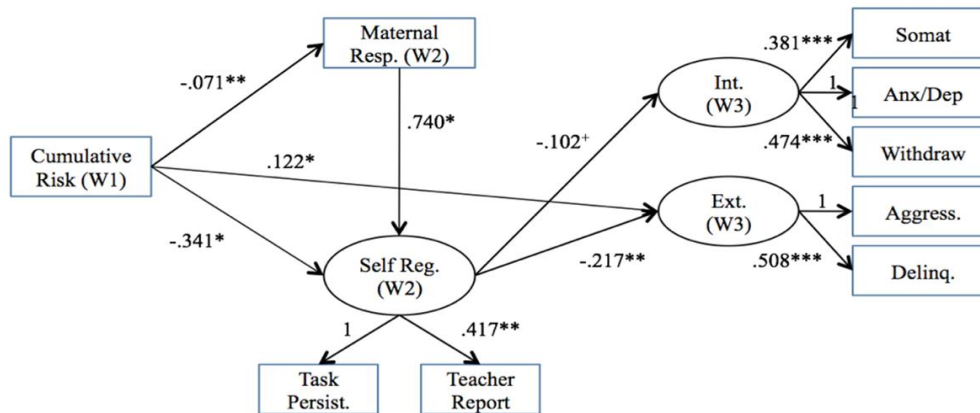 Maternal
Resp. (W2)
.381***
Somat
-.071**
Int.
(W3)
1
1
Anx/Dep
.740*
-.102⁺
.474***
Withdraw
Cumulative
Risk (W1)
.122*
Ext.
(W3)
1
Aggress.
-.341*
Self Reg.
(W2)
-.217**
.508***
Delinq.
1
.417**
Task
Persist.
Teacher
Report